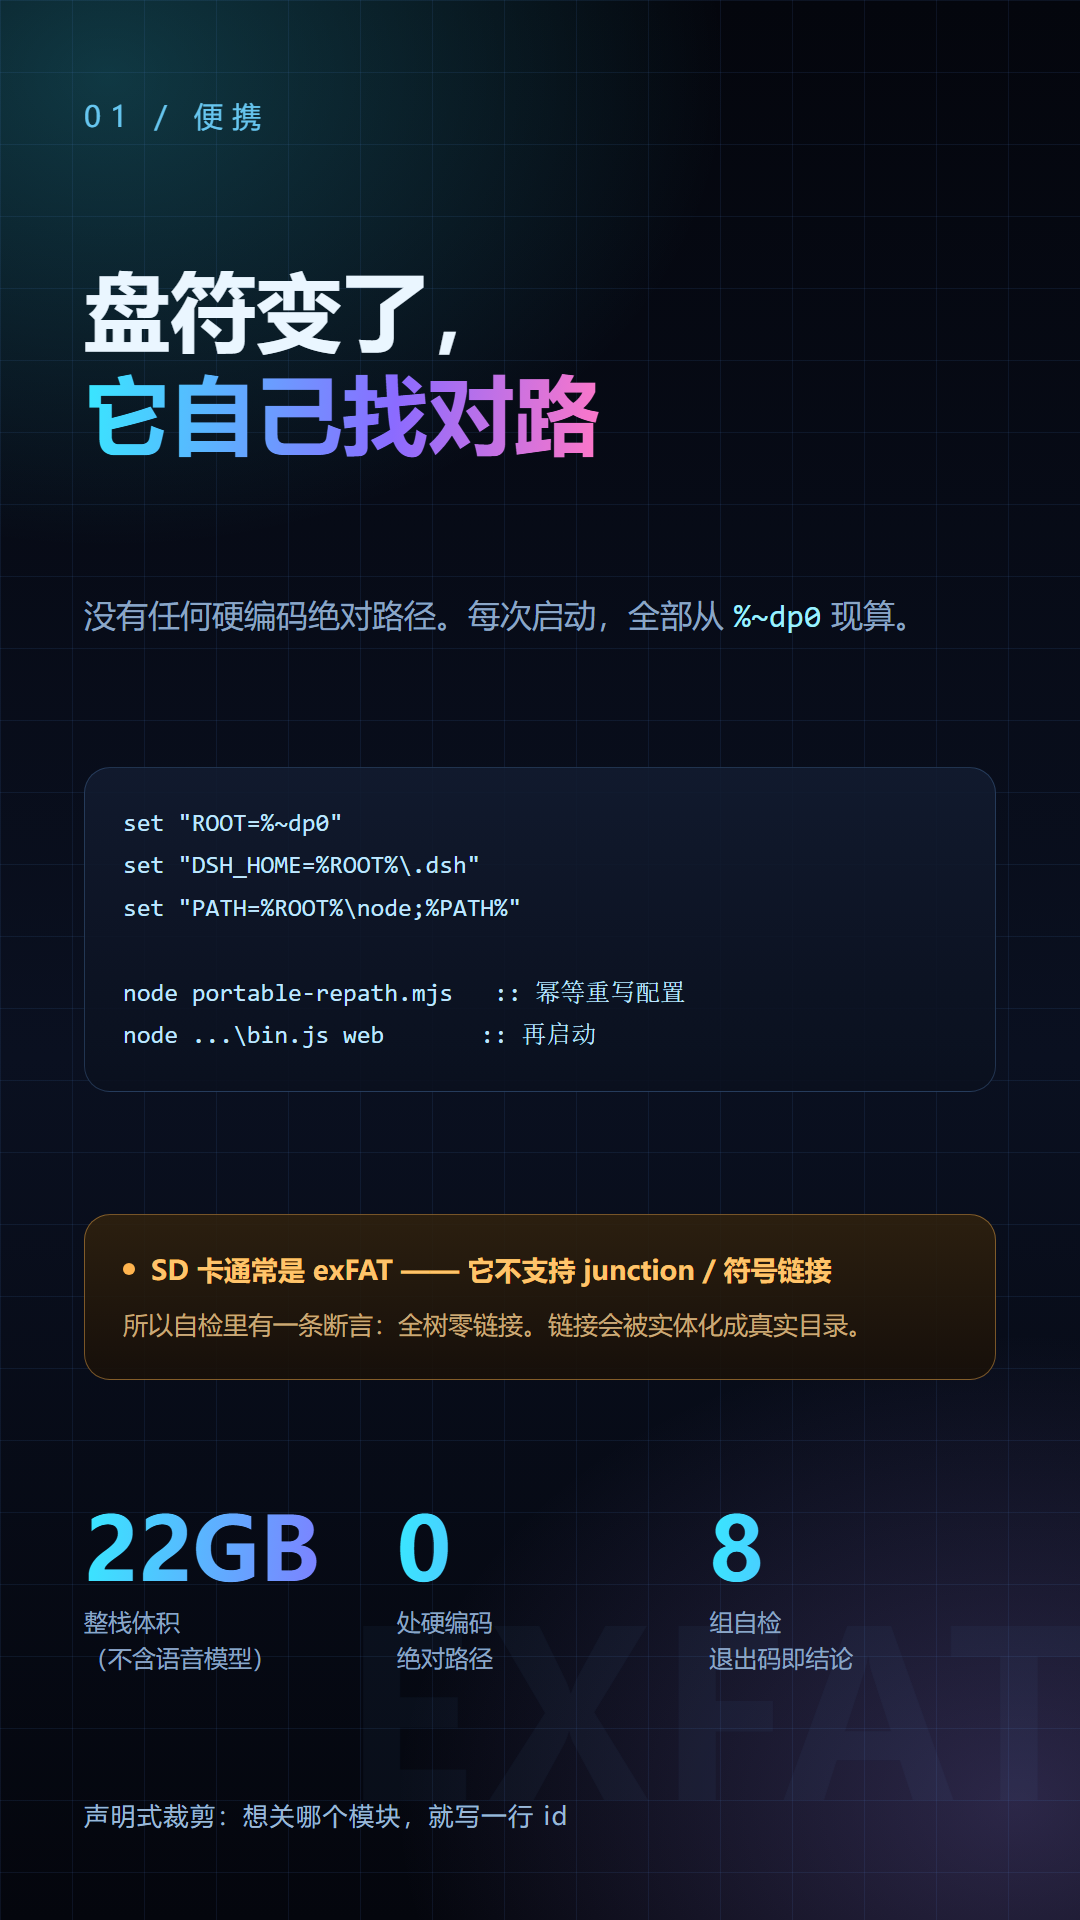 01 / 便携
盘符变了，
它自己找对路
没有任何硬编码绝对路径。每次启动，全部从 %~dp0 现算。
set "ROOT=%~dp0"
set "DSH_HOME=%ROOT%\.dsh"
set "PATH=%ROOT%\node;%PATH%"
node portable-repath.mjs   :: 幂等重写配置
node ...\bin.js web       :: 再启动
• SD 卡通常是 exFAT —— 它不支持 junction / 符号链接
所以自检里有一条断言：全树零链接。链接会被实体化成真实目录。
22GB
整栈体积
（不含语音模型）
0
处硬编码
绝对路径
8
组自检
退出码即结论
EXFAT
声明式裁剪：想关哪个模块，就写一行 id